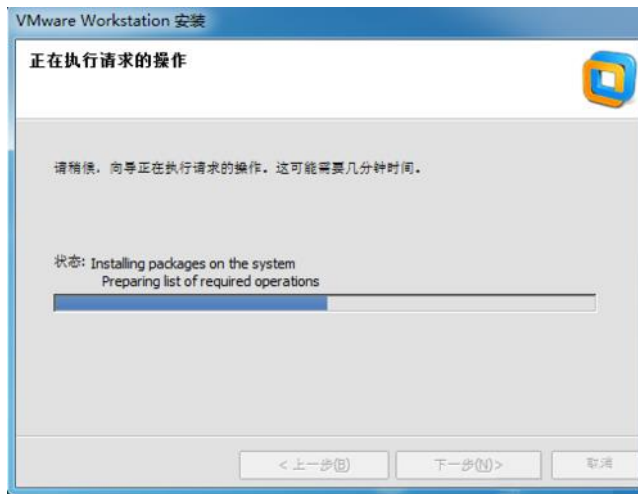 VMware Workstation 安装
正在执行请求的操作
请稍候，向导正在执行请求的操作。这可能需要几分钟时间。
状态: Installing packages on the system
Preparing list of required operations
< 上一步(B)
下一步(N)>
取消